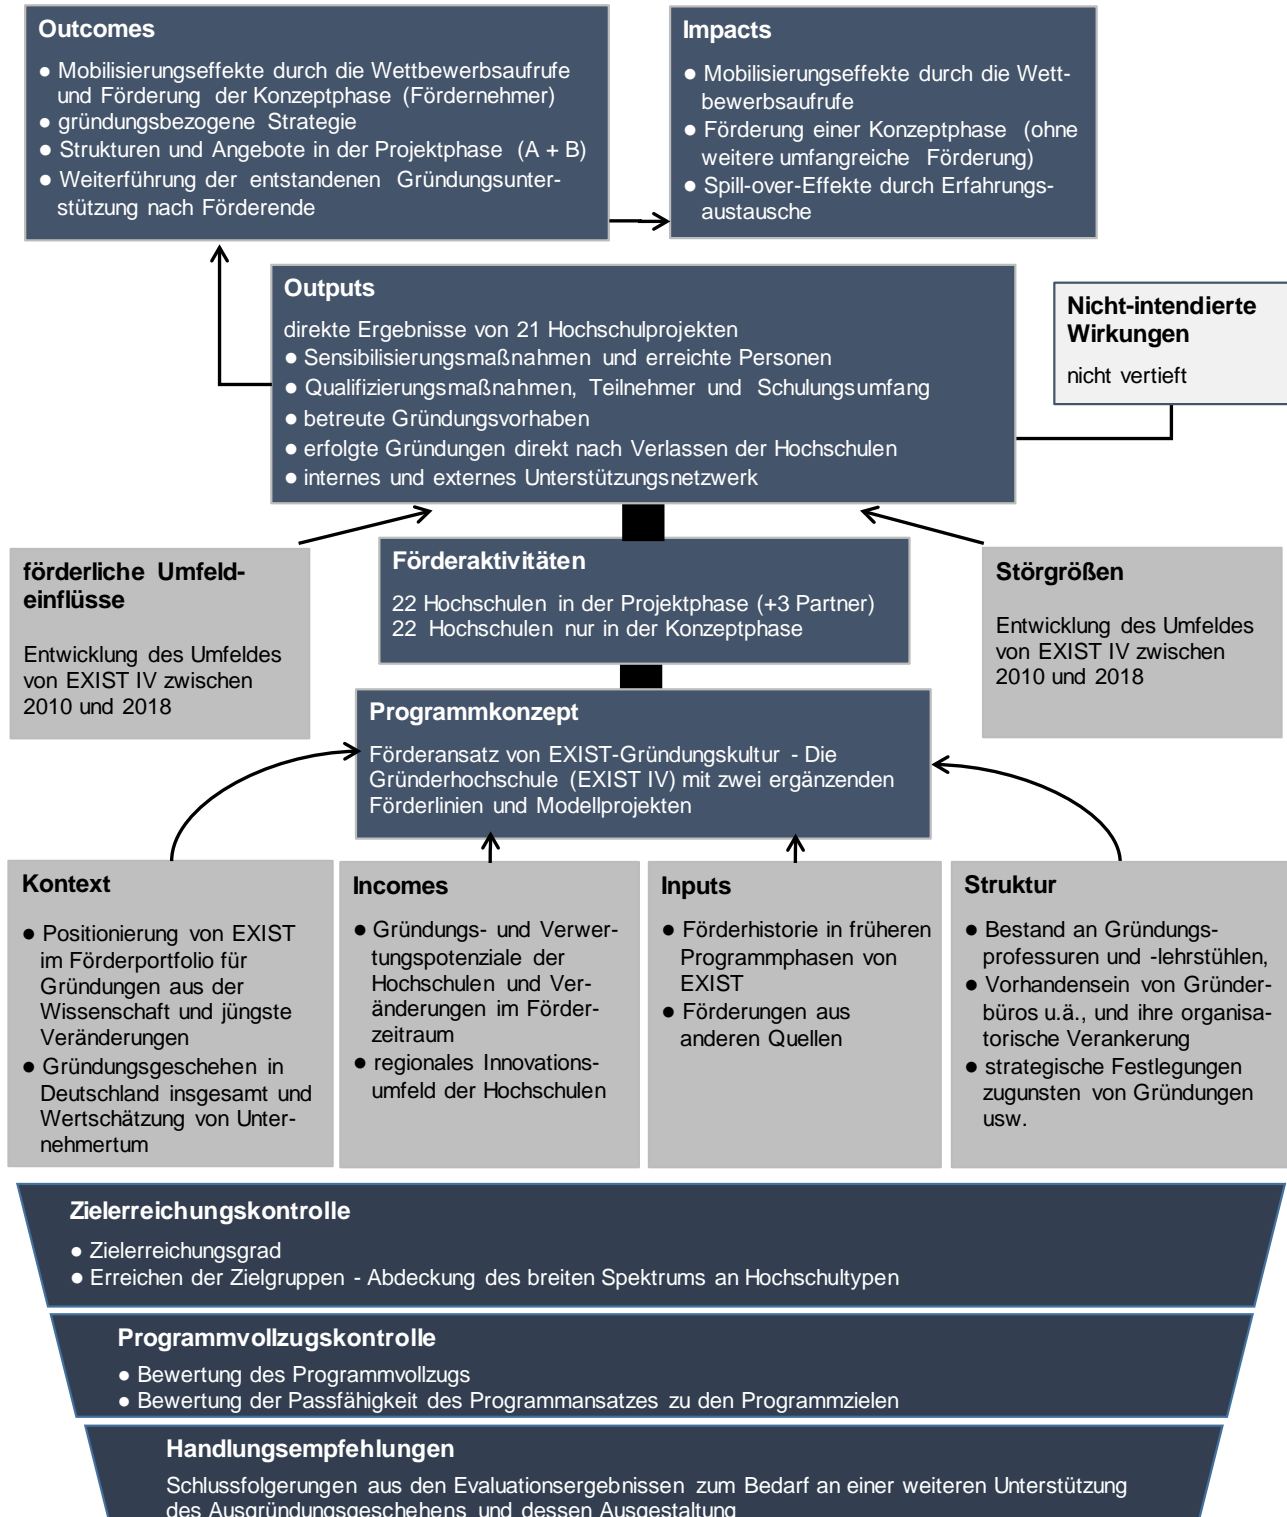 Outcomes
● Mobilisierungseffekte durch die Wettbewerbsaufrufe
und Förderung der Konzeptphase (Fördernehmer)
● gründungsbezogene Strategie
● Strukturen und Angebote in der Projektphase (A + B)
● Weiterführung der entstandenen Gründungsunter-
stützung nach Förderende
Impacts
● Mobilisierungseffekte durch die Wett-
bewerbsaufrufe
● Förderung einer Konzeptphase (ohne
weitere umfangreiche Förderung)
● Spill-over-Effekte durch Erfahrungs-
austausche
Outputs
direkte Ergebnisse von 21 Hochschulprojekten
● Sensibilisierungsmaßnahmen und erreichte Personen
● Qualifizierungsmaßnahmen, Teilnehmer und Schulungsumfang
● betreute Gründungsvorhaben
● erfolgte Gründungen direkt nach Verlassen der Hochschulen
● internes und externes Unterstützungsnetzwerk
Nicht-intendierte
Wirkungen
nicht vertieft
förderliche Umfeld-
einflüsse
Entwicklung des Umfeldes
von EXIST IV zwischen
2010 und 2018
Förderaktivitäten
22 Hochschulen in der Projektphase (+3 Partner)
22 Hochschulen nur in der Konzeptphase
Störgrößen
Entwicklung des Umfeldes
von EXIST IV zwischen
2010 und 2018
Programmkonzept
Förderansatz von EXIST-Gründungskultur - Die
Gründerhochschule (EXIST IV) mit zwei ergänzenden
Förderlinien und Modellprojekten
Kontext
● Positionierung von EXIST
im Förderportfolio für
Gründungen aus der
Wissenschaft und jüngste
Veränderungen
● Gründungsgeschehen in
Deutschland insgesamt und
Wertschätzung von Unter-
nehmertum
Incomes
● Gründungs- und Verwer-
tungspotenziale der
Hochschulen und Ver-
änderungen im Förder-
zeitraum
● regionales Innovations-
umfeld der Hochschulen
Inputs
● Förderhistorie in früheren
Programmphasen von
EXIST
● Förderungen aus
anderen Quellen
Struktur
● Bestand an Gründungs-
professuren und -lehrstühlen,
● Vorhandensein von Gründer-
büros u.ä., und ihre organisa-
torische Verankerung
● strategische Festlegungen
zugunsten von Gründungen
usw.
Zielerreichungskontrolle
● Zielerreichungsgrad
● Erreichen der Zielgruppen - Abdeckung des breiten Spektrums an Hochschultypen
Programmvollzugskontrolle
● Bewertung des Programmvollzugs
● Bewertung der Passfähigkeit des Programmansatzes zu den Programmzielen
Handlungsempfehlungen
Schlussfolgerungen aus den Evaluationsergebnissen zum Bedarf an einer weiteren Unterstützung
des Ausgründungsgeschehens und dessen Ausgestaltung